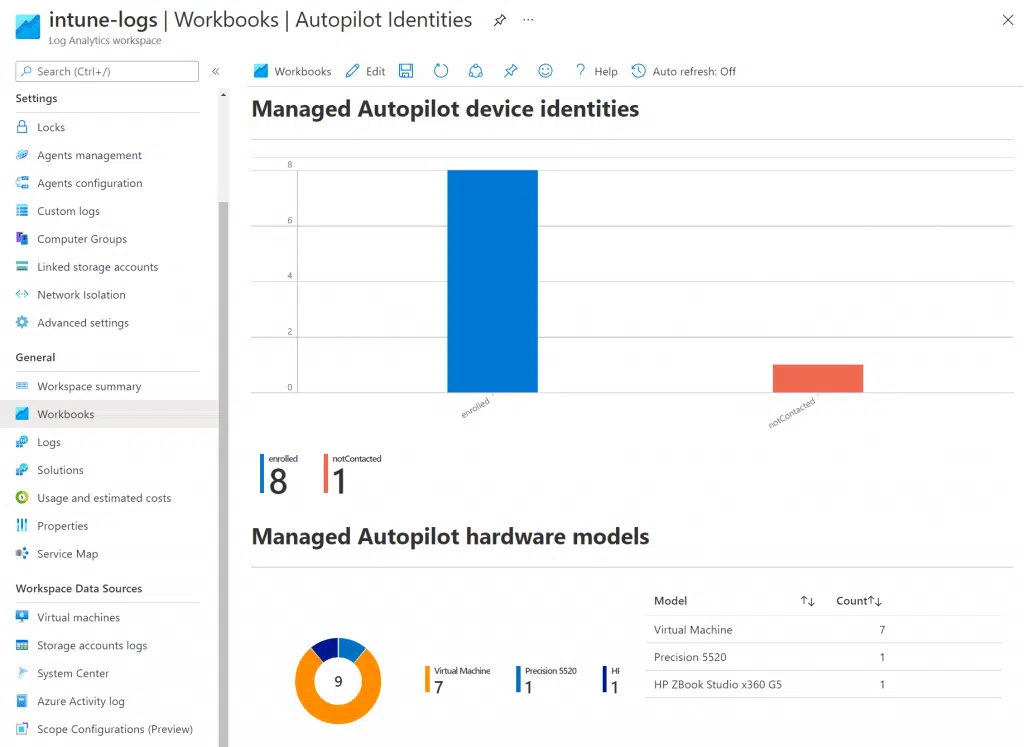 intune-logs | Workbooks | Autopilot Identities
Log Analytics workspace
Search (Ctrl+/)
Settings
Locks
Agents management
Agents configuration
Custom logs
Computer Groups
Linked storage accounts
Network Isolation
Advanced settings
General
Workspace summary
Workbooks
Logs
Solutions
Usage and estimated costs
Properties
Service Map
Workspace Data Sources
Virtual machines
Storage accounts logs
System Center
Azure Activity log
Scope Configurations (Preview)
Workbooks Edit ? Help Auto refresh: Off
Managed Autopilot device identities
8
6
4
2
0
enrolled
notContacted
enrolled notContacted
8 1
Managed Autopilot hardware models
9
Virtual Machine Precision 5520
7 1 1
Model Count
Virtual Machine 7
Precision 5520 1
HP ZBook Studio x360 G5 1